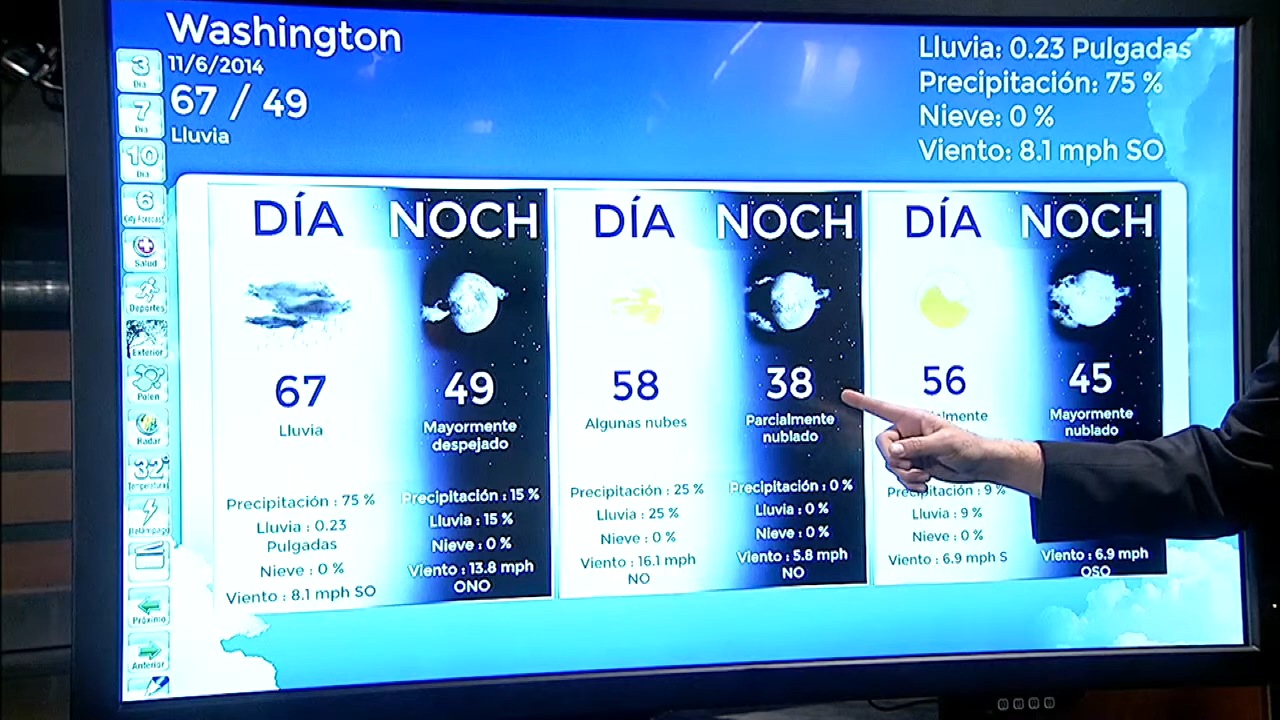 Washington
11/6/2014
67 / 49
Lluvia
Lluvia: 0.23 Pulgadas
Precipitación: 75 %
Nieve: 0 %
Viento: 8.1 mph SO
3
Día
7
Día
10
Día
6
City Forecast
Salud
Deportes
Exterior
Polen
Radar
32°
Temperaturas
Próximo
Anterior
DÍA
67
Lluvia
Precipitación : 75 %
Lluvia : 0.23
Pulgadas
Nieve : 0 %
Viento : 8.1 mph SO
NOCH
49
Mayormente
despejado
Precipitación : 15 %
Lluvia : 15 %
Nieve : 0 %
Viento : 13.8 mph
ONO
DÍA
58
Algunas nubes
Precipitación : 25 %
Lluvia : 25 %
Nieve : 0 %
Viento : 16.1 mph
NO
NOCH
38
Parcialmente
nublado
Precipitación : 0 %
Lluvia : 0 %
Nieve : 0 %
Viento : 5.8 mph
NO
DÍA
56
Precipitación : 9 %
Lluvia : 9 %
Nieve : 0 %
Viento : 6.9 mph S
NOCH
45
Mayormente
nublado
Viento : 6.9 mph
OSO